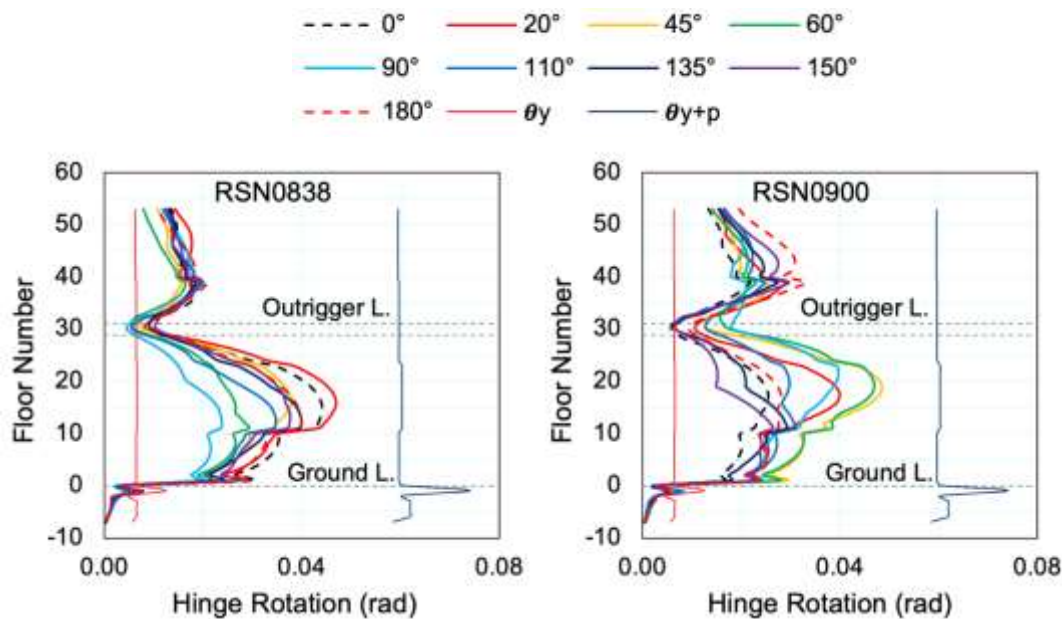 0° 20° 45° 60°
90° 110° 135° 150°
180° θy θy+p
RSN0838
60
50
40
30
20
10
0
-10
Floor Number
Outrigger L.
Ground L.
0.00 0.04 0.08
Hinge Rotation (rad)
RSN0900
60
50
40
30
20
10
0
-10
Floor Number
Outrigger L.
Ground L.
0.00 0.04 0.08
Hinge Rotation (rad)